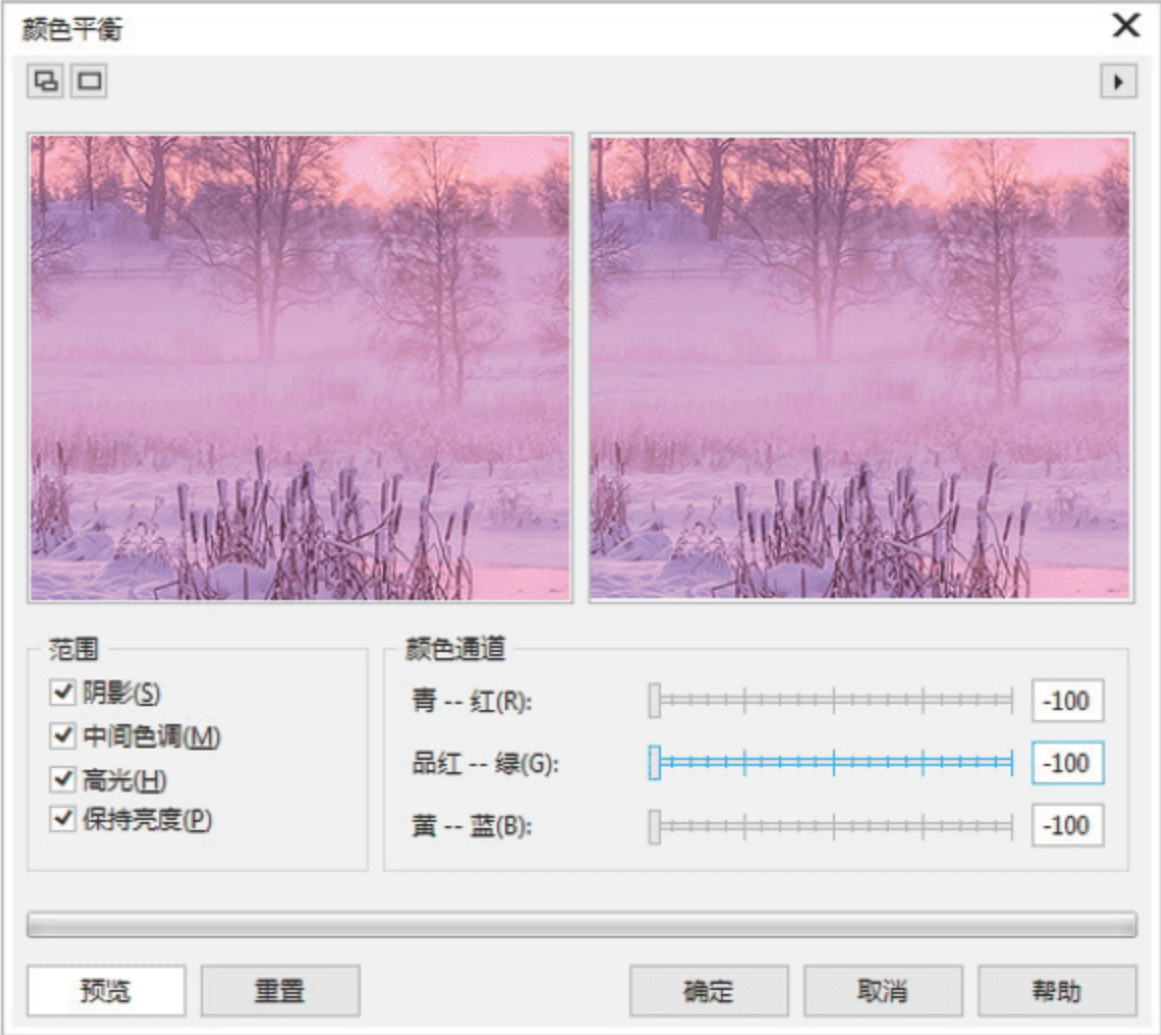 颜色平衡
范围
阴影(S)
中间色调(M)
高光(H)
保持亮度(P)
颜色通道
青 -- 红(R): -100
品红 -- 绿(G): -100
黄 -- 蓝(B): -100
预览 重置 确定 取消 帮助